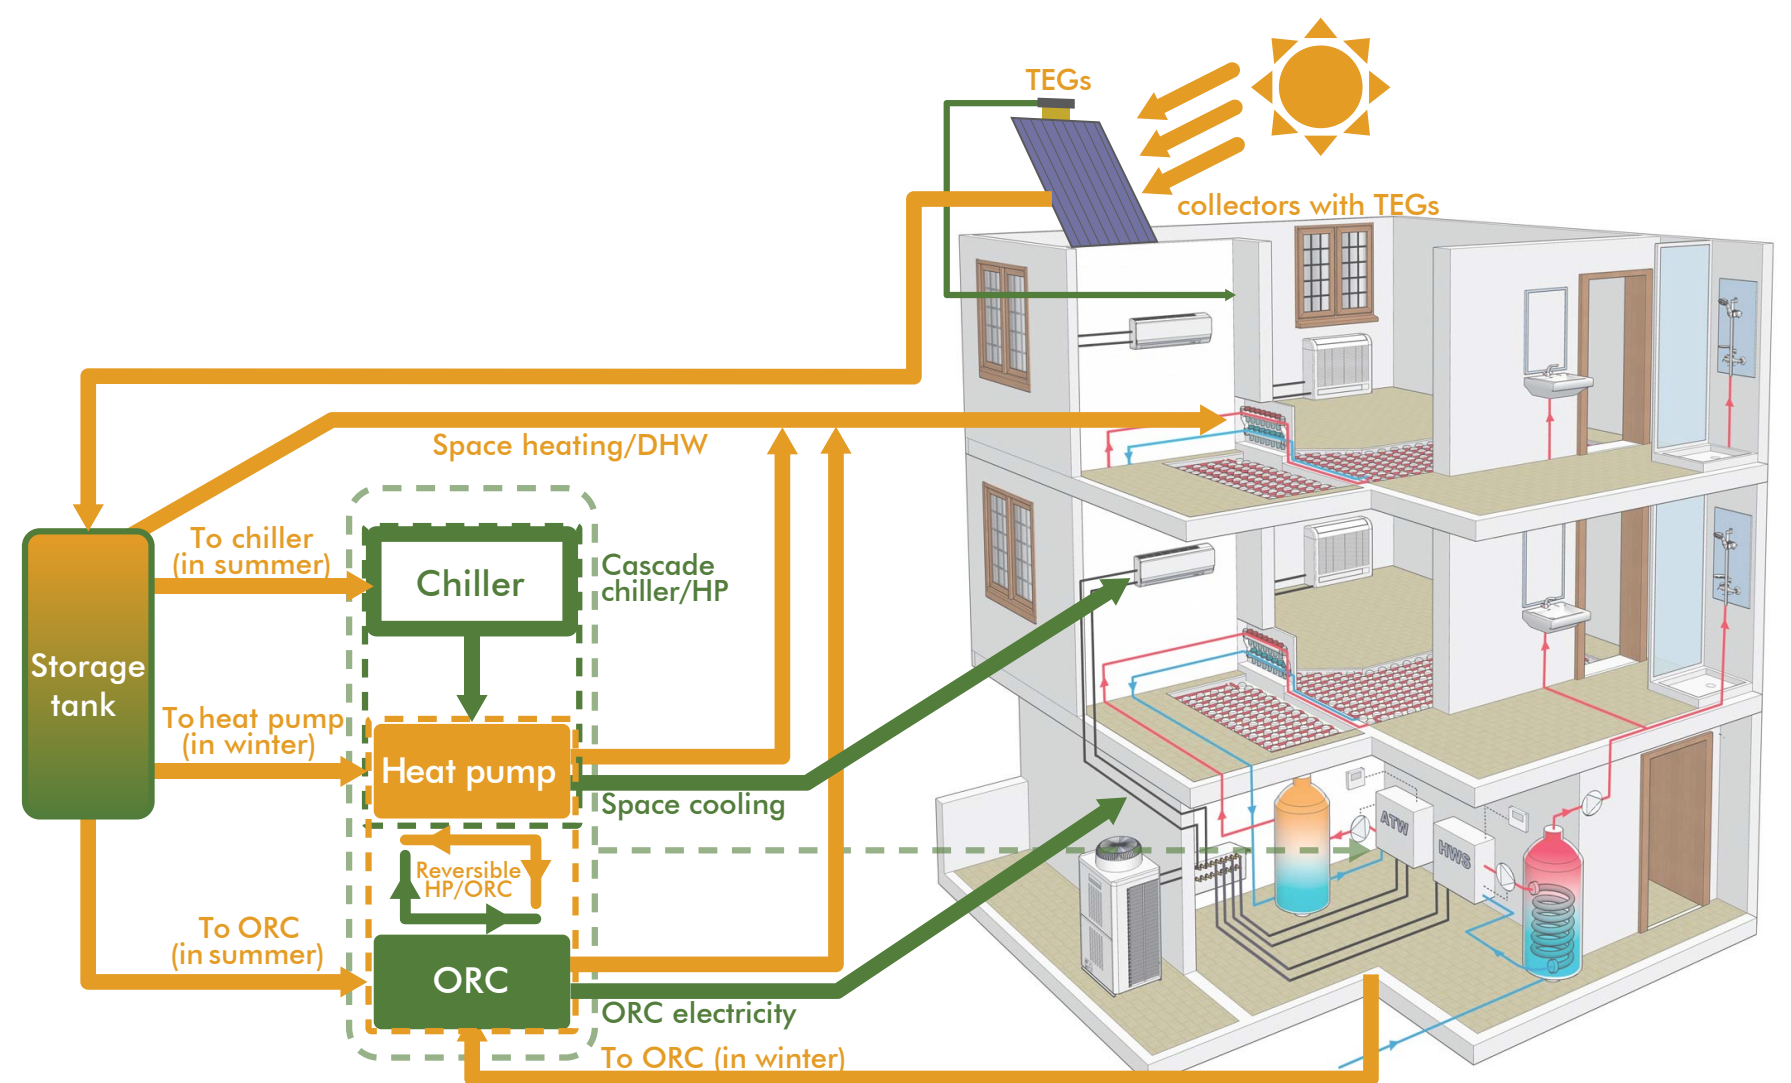 TEGs
collectors with TEGs
Space heating/DHW
To chiller
(in summer)
Chiller
Cascade
chiller/HP
Storage
tank
To heat pump
(in winter)
Heat pump
Space cooling
Reversible
HP/ORC
ATW
HWS
To ORC
(in summer)
ORC
ORC electricity
To ORC (in winter)